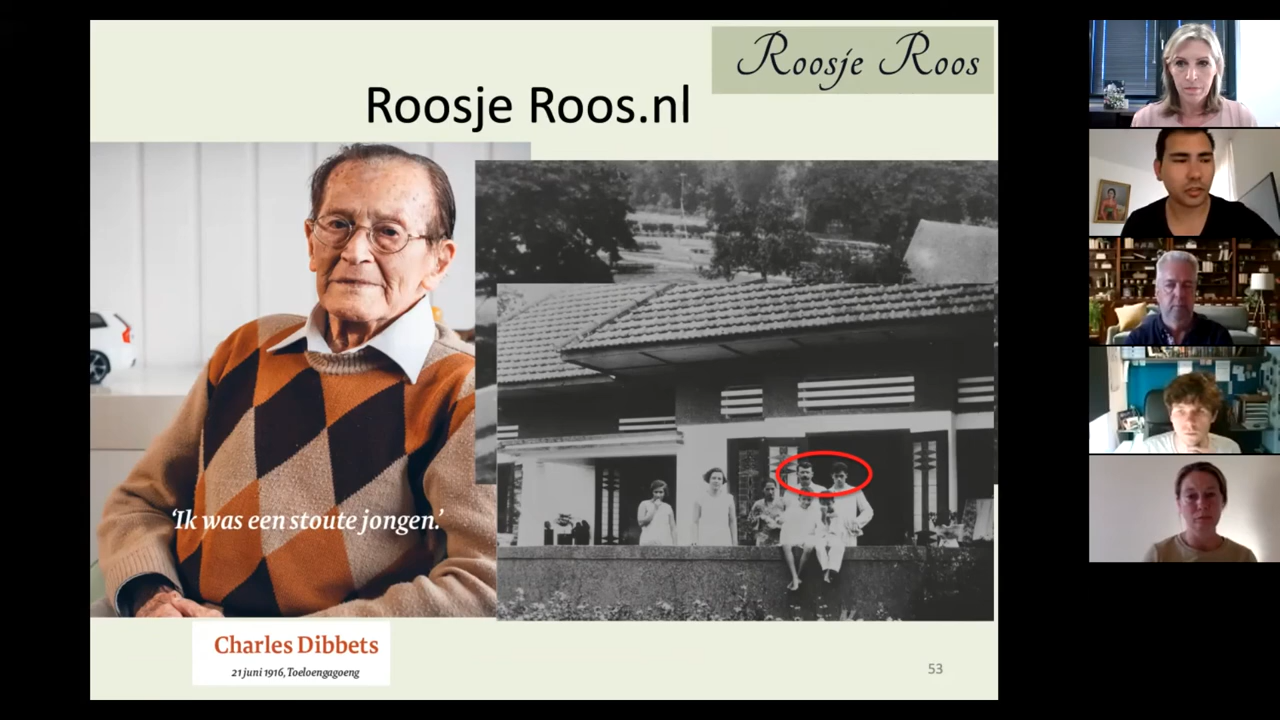 Roosje Roos
Roosje Roos.nl
‘Ik was een stoute jongen.’
Charles Dibbets
21 juni 1916, Toeloengagoeng
53